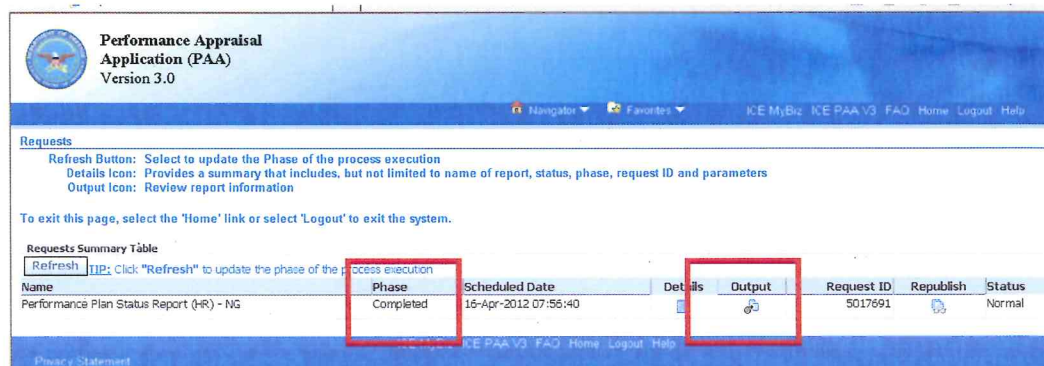 Performance Appraisal
Application (PAA)
Version 3.0
Navigator Favorites ICE MyBiz ICE PAA V3 FAQ Home Logout Help
Requests
Refresh Button: Select to update the Phase of the process execution
Details Icon: Provides a summary that includes, but not limited to name of report, status, phase, request ID and parameters
Output Icon: Review report information
To exit this page, select the 'Home' link or select 'Logout' to exit the system.
Requests Summary Table
Refresh TIP: Click "Refresh" to update the phase of the process execution
Name Phase Scheduled Date Details Output Request ID Republish Status
Performance Plan Status Report (HR) - NG Completed 16-Apr-2012 07:56:40 5017691 Normal
ICE MyBiz ICE PAA V3 FAQ Home Logout Help
Privacy Statement